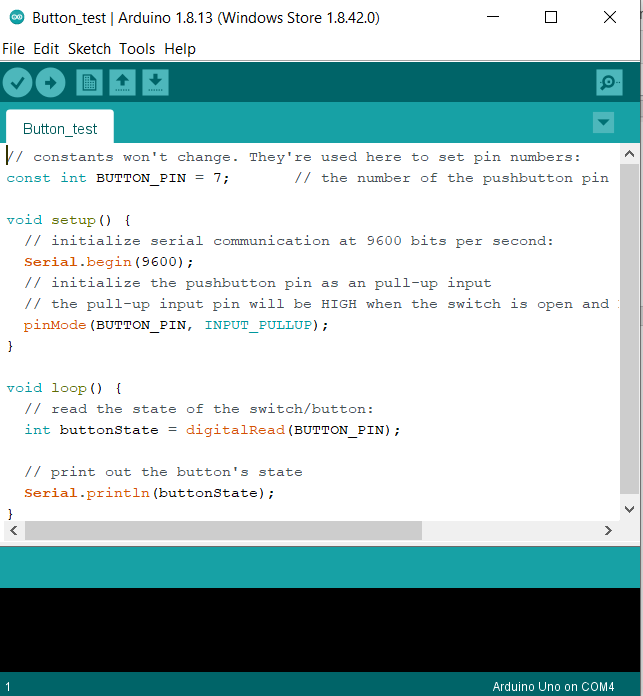 Button_test | Arduino 1.8.13 (Windows Store 1.8.42.0)
File Edit Sketch Tools Help
Button_test
// constants won't change. They're used here to set pin numbers:
const int BUTTON_PIN = 7; // the number of the pushbutton pin
void setup() {
// initialize serial communication at 9600 bits per second:
Serial.begin(9600);
// initialize the pushbutton pin as an pull-up input
// the pull-up input pin will be HIGH when the switch is open and
pinMode(BUTTON_PIN, INPUT_PULLUP);
}
void loop() {
// read the state of the switch/button:
int buttonState = digitalRead(BUTTON_PIN);
// print out the button's state
Serial.println(buttonState);
}
1 Arduino Uno on COM4